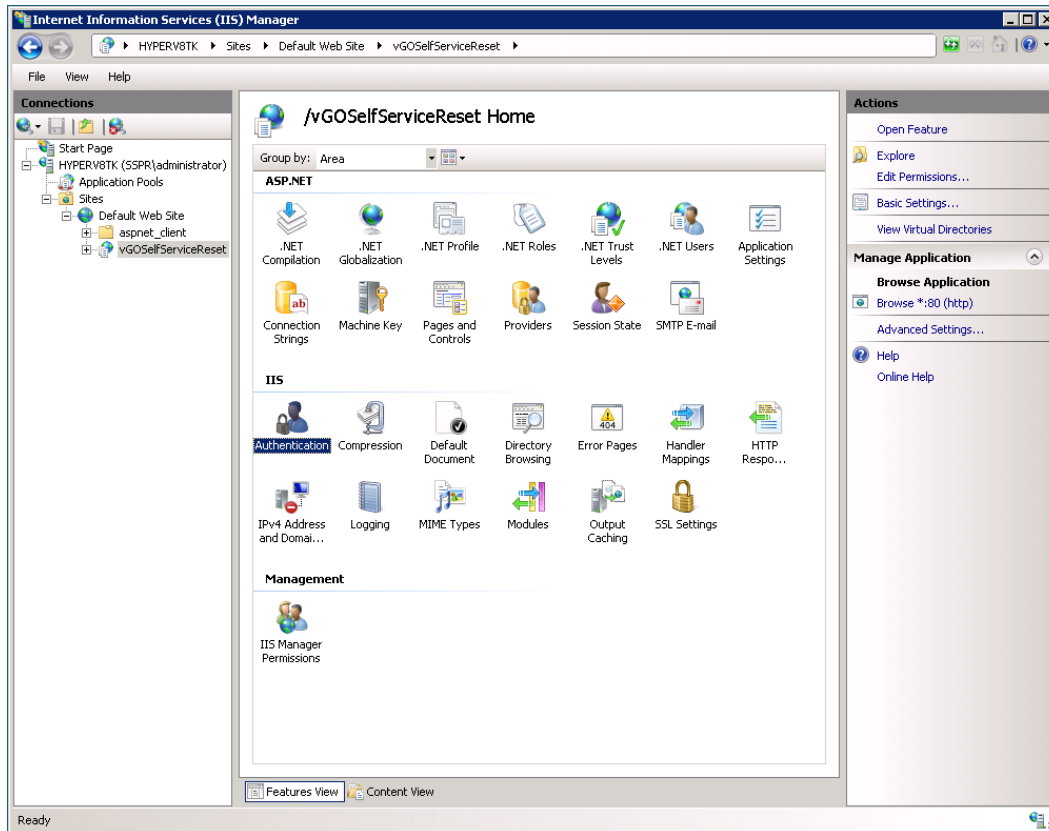 Internet Information Services (IIS) Manager
HYPERV8TK Sites Default Web Site vGOSelfServiceReset
File View Help
Connections
Start Page
HYPERV8TK (SSPR\administrator)
Application Pools
Sites
Default Web Site
aspnet_client
vGOSelfServiceReset
/vGOSelfServiceReset Home
Group by: Area
ASP.NET
.NET Compilation
.NET Globalization
.NET Profile
.NET Roles
.NET Trust Levels
.NET Users
Application Settings
Connection Strings
Machine Key
Pages and Controls
Providers
Session State
SMTP E-mail
IIS
Authentication
Compression
Default Document
Directory Browsing
Error Pages
Handler Mappings
HTTP Respo...
IPv4 Address and Domai...
Logging
MIME Types
Modules
Output Caching
SSL Settings
Management
IIS Manager Permissions
Features View
Content View
Actions
Open Feature
Explore
Edit Permissions...
Basic Settings...
View Virtual Directories
Manage Application
Browse Application
Browse *:80 (http)
Advanced Settings...
Help
Online Help
Ready